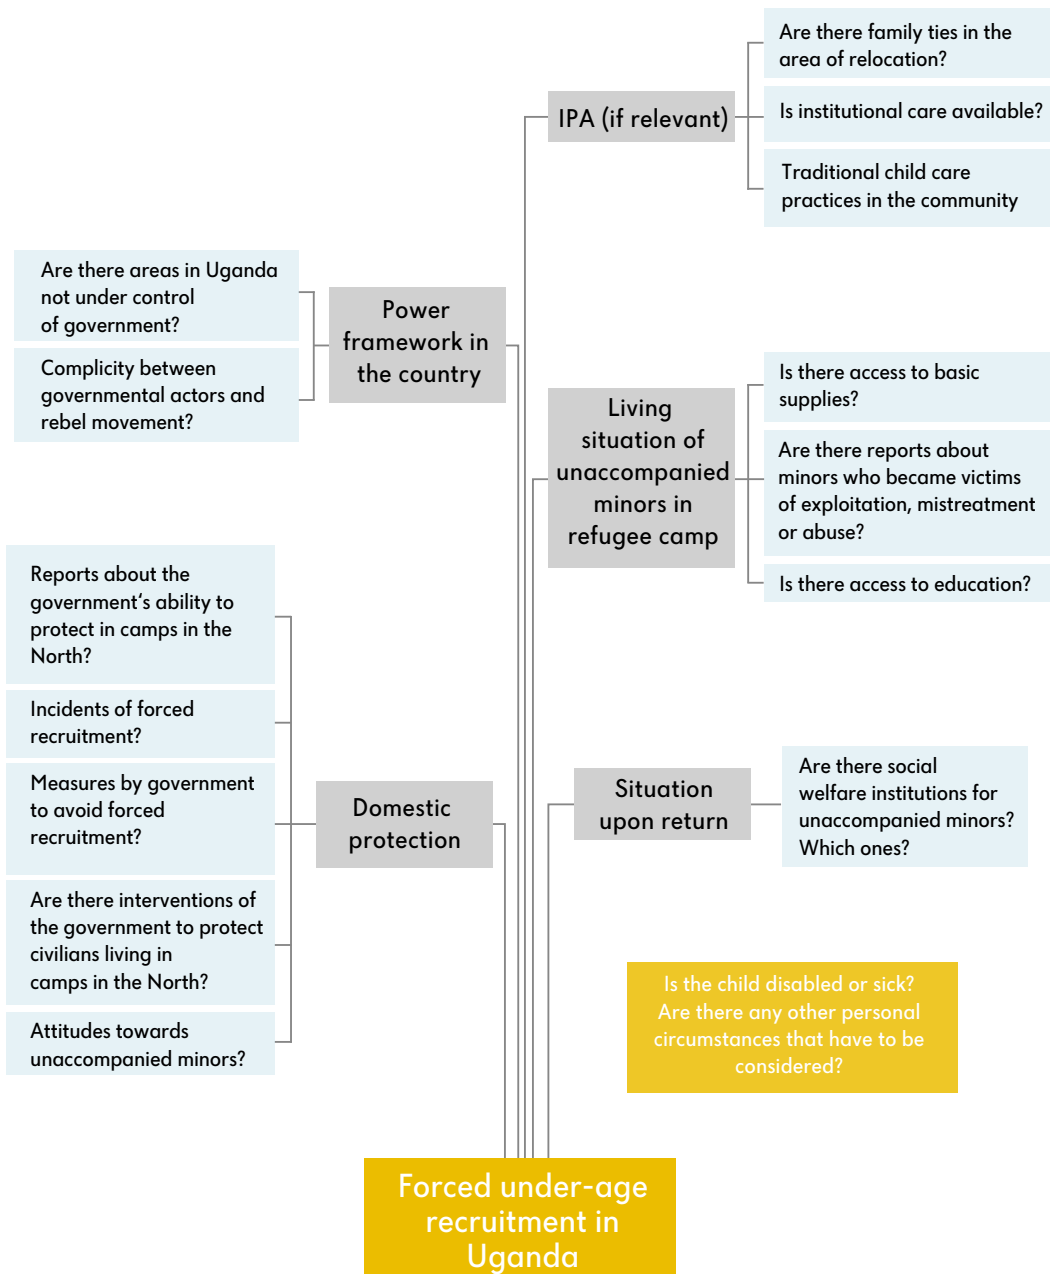 Are there family ties in the
area of relocation?
IPA (if relevant)
Is institutional care available?
Traditional child care
practices in the community
Are there areas in Uganda
not under control
of government?
Power
framework in
the country
Complicity between
governmental actors and
rebel movement?
Living
situation of
unaccompanied
minors in
refugee camp
Is there access to basic
supplies?
Are there reports about
minors who became victims
of exploitation, mistreatment
or abuse?
Is there access to education?
Reports about the
government‘s ability to
protect in camps in the
North?
Incidents of forced
recruitment?
Measures by government
to avoid forced
recruitment?
Domestic
protection
Are there interventions of
the government to protect
civilians living in
camps in the North?
Attitudes towards
unaccompanied minors?
Situation
upon return
Are there social
welfare institutions for
unaccompanied minors?
Which ones?
Is the child disabled or sick?
Are there any other personal
circumstances that have to be
considered?
Forced under-age
recruitment in
Uganda